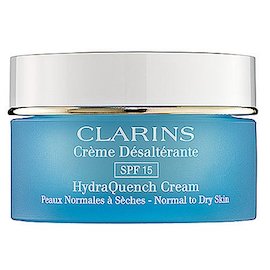 CLARINS
Crème Désaltérante
SPF 15
HydraQuench Cream
Peaux Normales à Sèches - Normal to Dry Skin